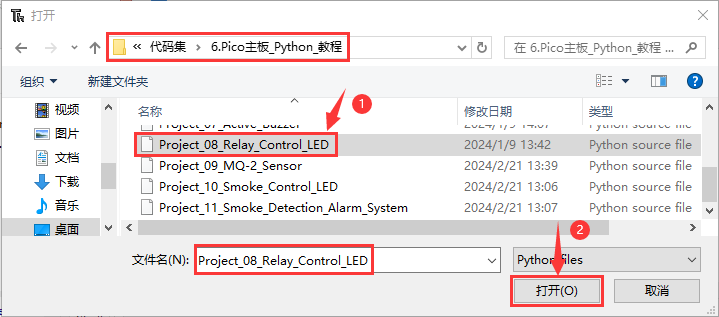 打开
« 代码集 › 6.Pico主板_Python_教程
在 6.Pico主板_Python_教程 ...
组织 新建文件夹
名称 修改日期 类型
视频
图片
文档
下载
音乐
桌面
Project_07_Active_Buzzer 2024/1/9 14:07 Python source file
1
Project_08_Relay_Control_LED 2024/1/9 13:42 Python source file
Project_09_MQ-2_Sensor 2024/2/21 13:39 Python source file
Project_10_Smoke_Control_LED 2024/2/21 13:06 Python source file
Project_11_Smoke_Detection_Alarm_System 2024/2/21 13:07 Python source file
2
文件名(N): Project_08_Relay_Control_LED Python files
打开(O) 取消